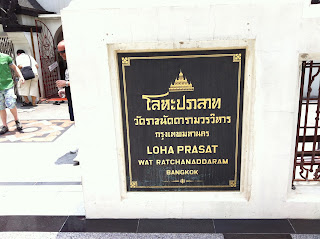 โลหะปราสาท
วัดราชนัดดารามวรวิหาร
กรุงเทพมหานคร
LOHA PRASAT
WAT RATCHANADDARAM
BANGKOK